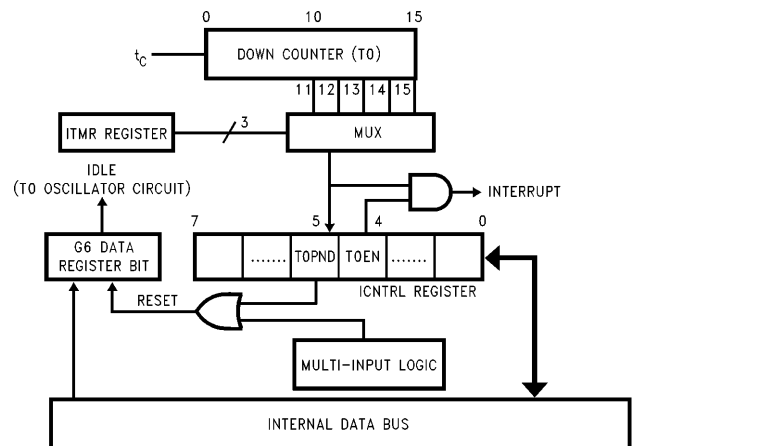 0 10 15
tC
DOWN COUNTER (T0)
11 12 13 14 15
ITMR REGISTER
3
MUX
IDLE
(TO OSCILLATOR CIRCUIT)
INTERRUPT
7 5 4 0
G6 DATA
REGISTER BIT
....... T0PND T0EN .......
RESET
ICNTRL REGISTER
MULTI-INPUT LOGIC
INTERNAL DATA BUS